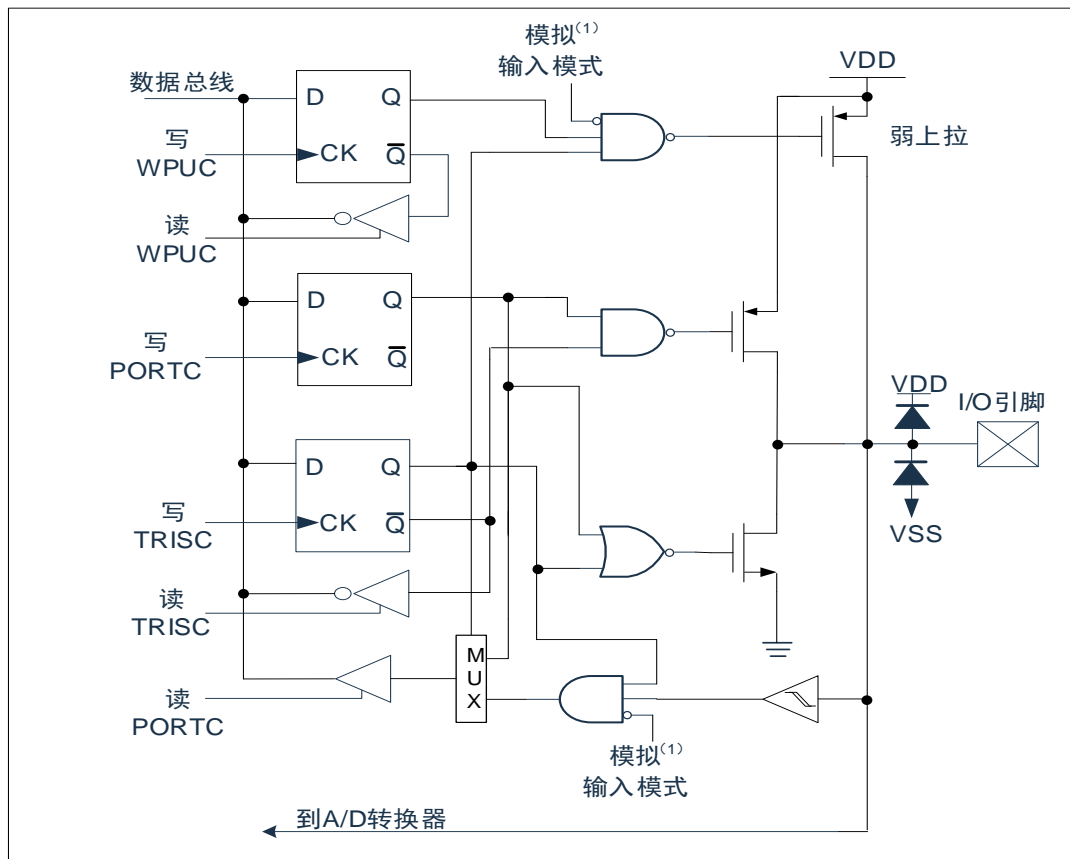 模拟(1)
输入模式
VDD
数据总线
D Q
写
WPUC
CK Q
弱上拉
读
WPUC
D Q
写
PORTC
CK Q
VDD
I/O引脚
D Q
写
TRISC
CK Q
VSS
读
TRISC
MUX
读
PORTC
模拟(1)
输入模式
到A/D转换器